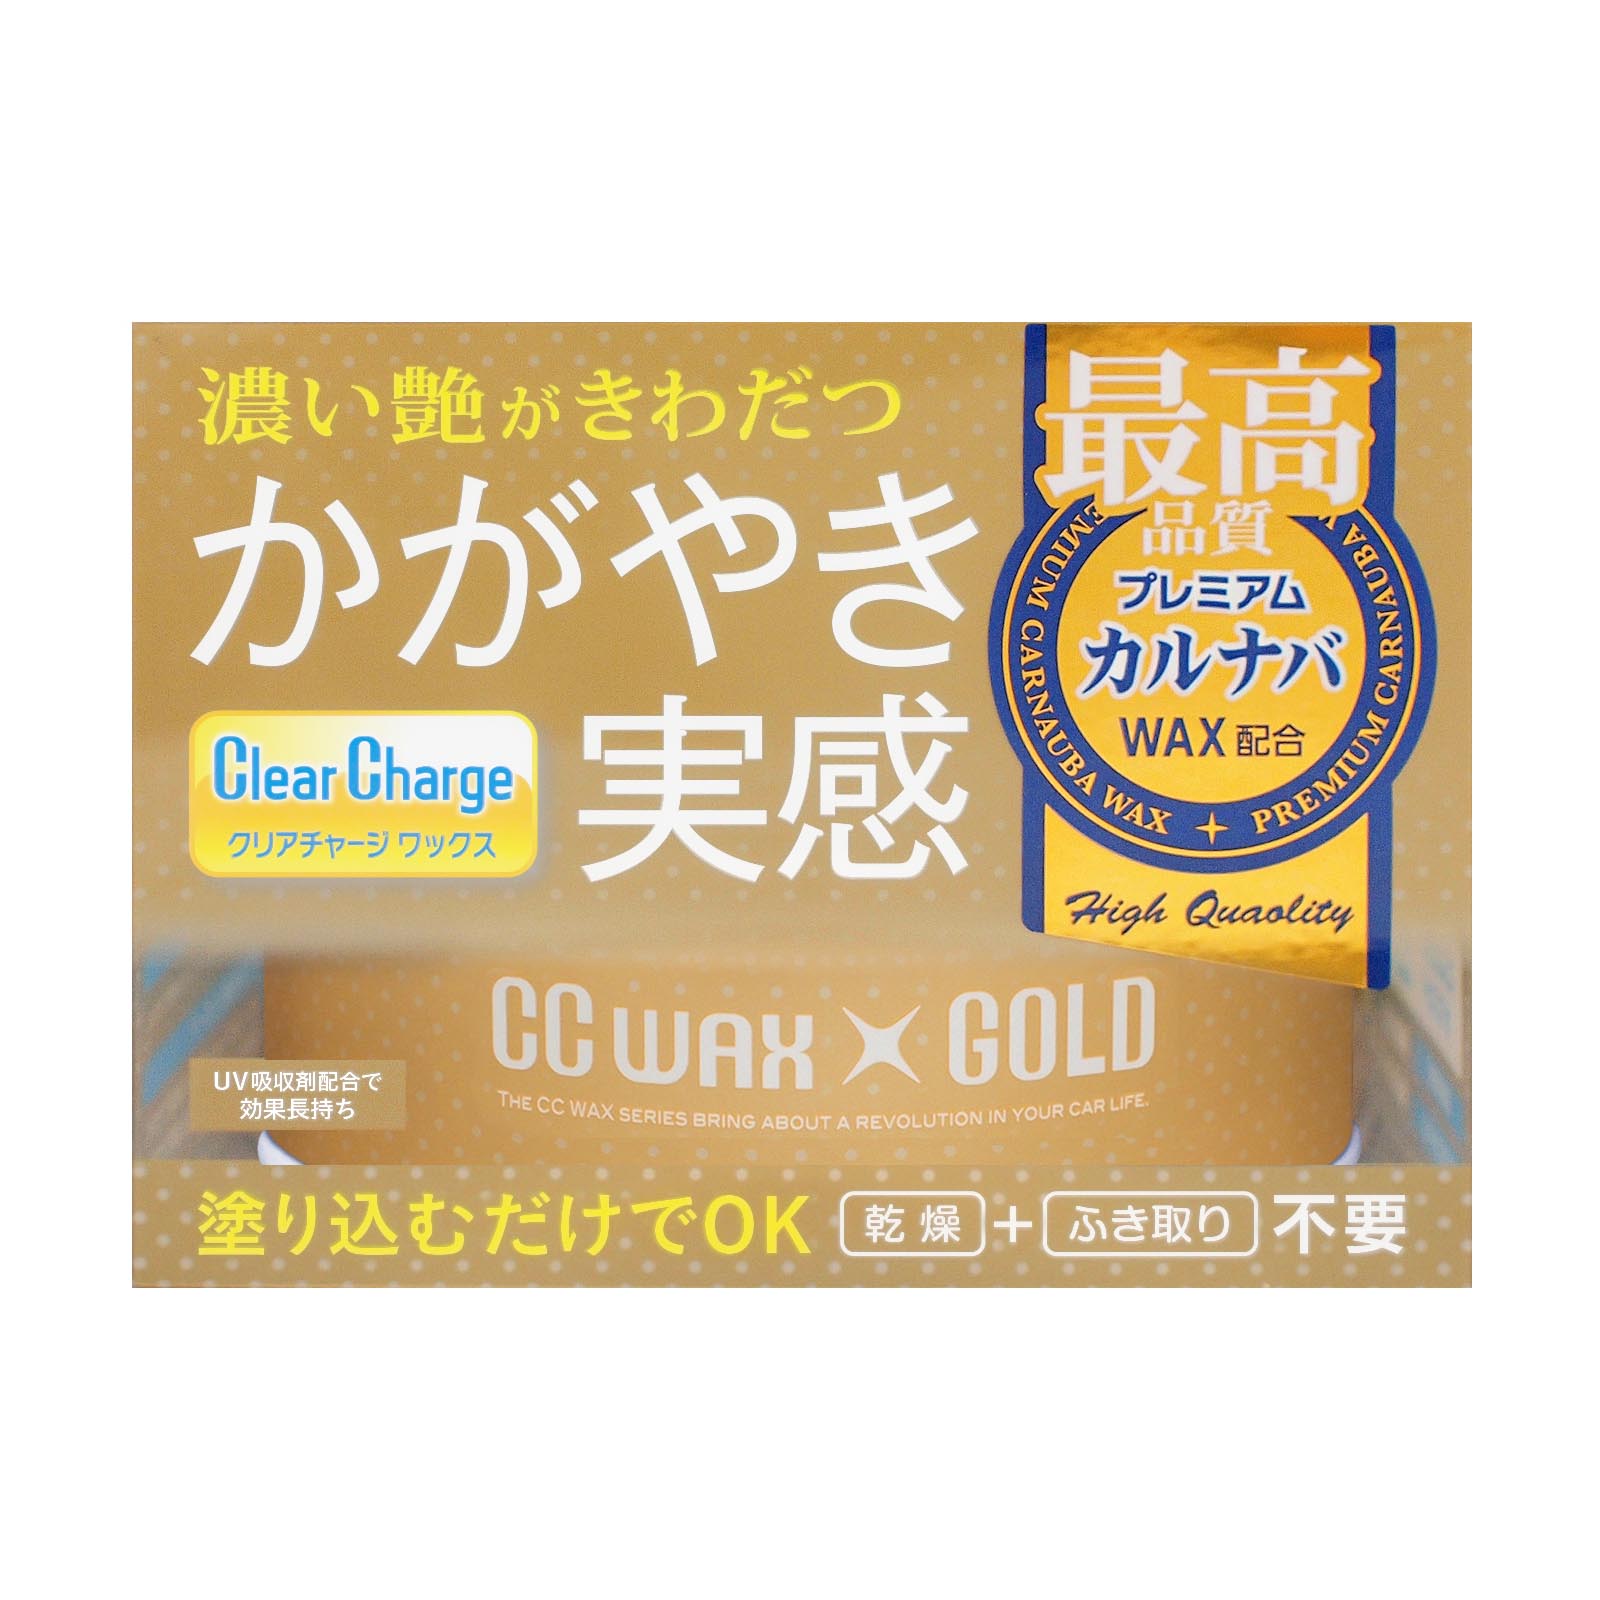 濃い艶がきわだつ
かがやき
実感
Clear Charge
クリアチャージ ワックス
最高
品質
プレミアム
カルナバ
WAX 配合
EMIUM CARNAUBA WAX ✦ PREMIUM CARNAUBA
High Quaolity
CC WAX GOLD
THE CC WAX SERIES BRING ABOUT A REVOLUTION IN YOUR CAR LIFE.
UV吸収剤配合で
効果長持ち
塗り込むだけでOK 乾燥+ふき取り 不要